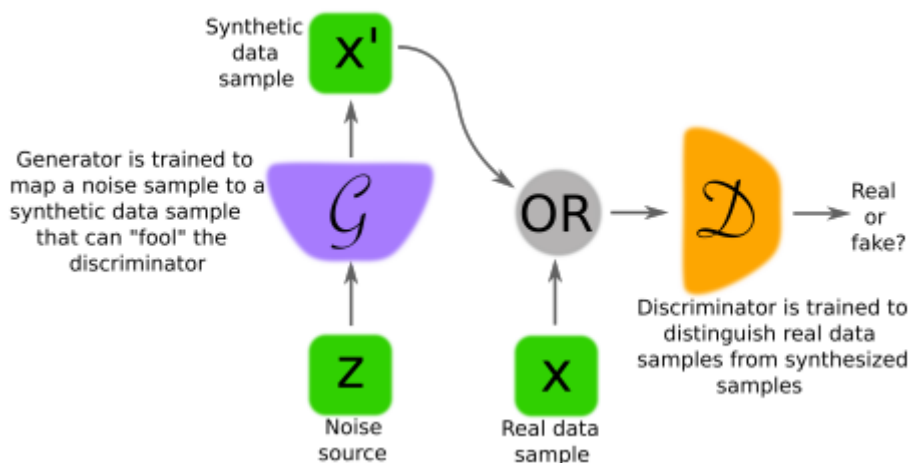 Synthetic
data
sample
x'
Generator is trained to
map a noise sample to a
synthetic data sample
that can "fool" the
discriminator
G
z
Noise
source
OR
x
Real data
sample
D
Real
or
fake?
Discriminator is trained to
distinguish real data
samples from synthesized
samples